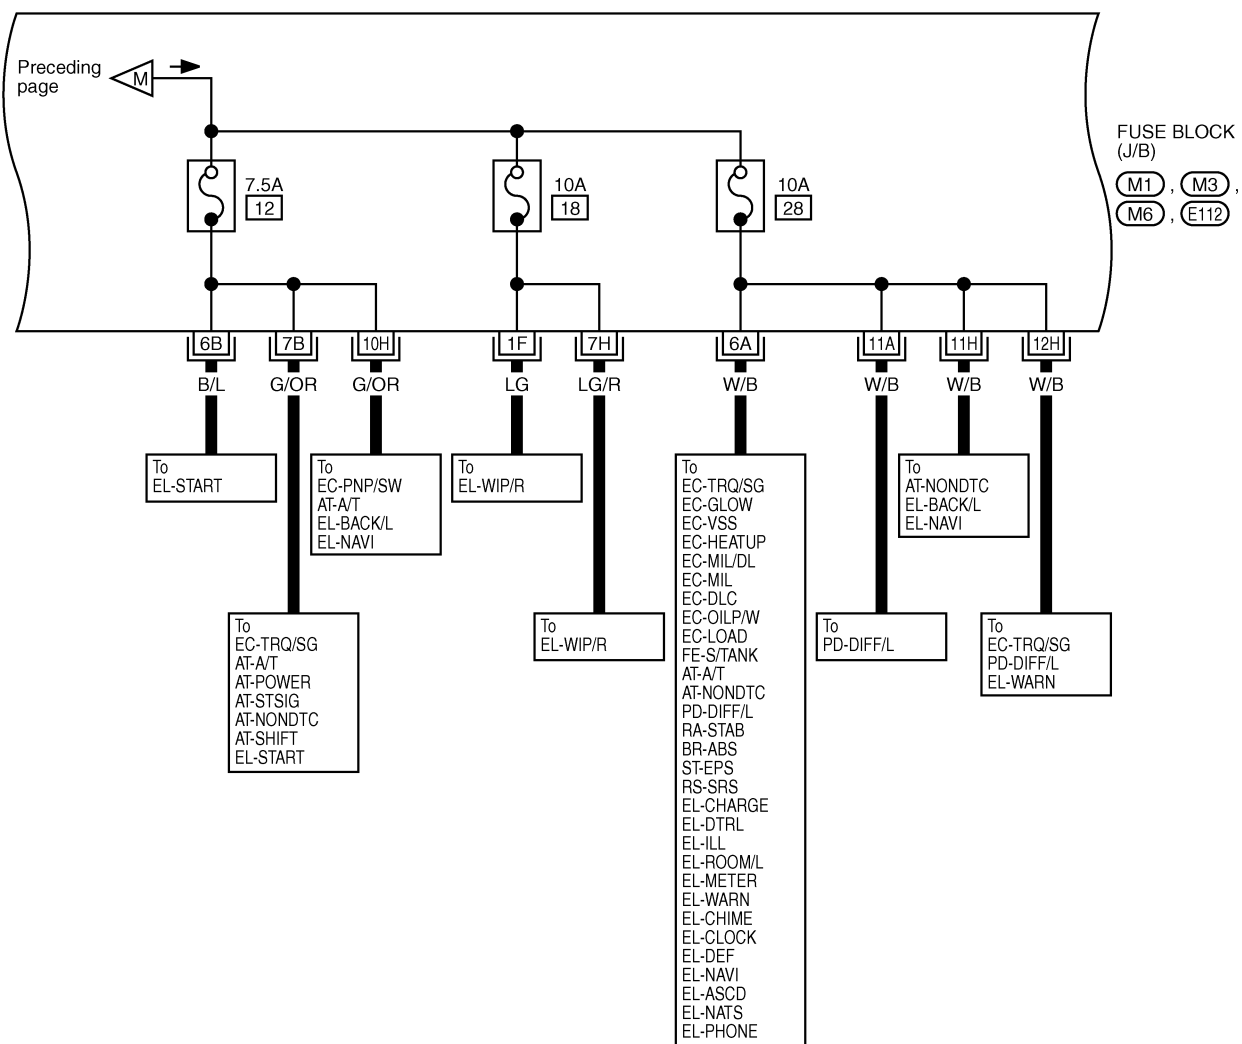 Preceding
page
M
FUSE BLOCK
(J/B)
M1 , M3 ,
M6 , E112
7.5A
12
10A
18
10A
28
6B
7B
10H
1F
7H
6A
11A
11H
12H
B/L
G/OR
G/OR
LG
LG/R
W/B
W/B
W/B
W/B
To
EL-START
To
EC-PNP/SW
AT-A/T
EL-BACK/L
EL-NAVI
To
EL-WIP/R
To
EC-TRQ/SG
EC-GLOW
EC-VSS
EC-HEATUP
EC-MIL/DL
EC-MIL
EC-DLC
EC-OILP/W
EC-LOAD
FE-S/TANK
AT-A/T
AT-NONDTC
PD-DIFF/L
RA-STAB
BR-ABS
ST-EPS
RS-SRS
EL-CHARGE
EL-DTRL
EL-ILL
EL-ROOM/L
EL-METER
EL-WARN
EL-CHIME
EL-CLOCK
EL-DEF
EL-NAVI
EL-ASCD
EL-NATS
EL-PHONE
To
AT-NONDTC
EL-BACK/L
EL-NAVI
To
EC-TRQ/SG
AT-A/T
AT-POWER
AT-STSIG
AT-NONDTC
AT-SHIFT
EL-START
To
EL-WIP/R
To
PD-DIFF/L
To
EC-TRQ/SG
PD-DIFF/L
EL-WARN